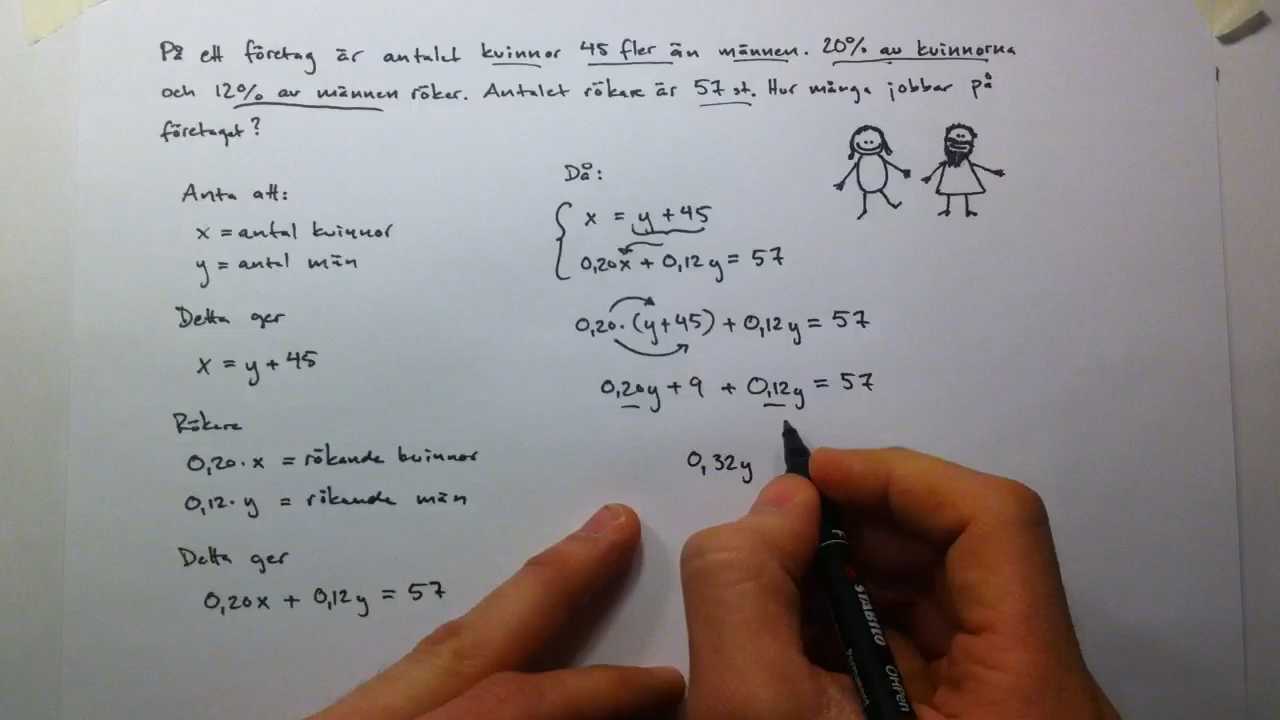 På ett företag är antalet kvinnor 45 fler än männen. 20% av kvinnorna
och 12% av männen röker. Antalet rökare är 57 st. Hur många jobbar på
företaget?
Anta att:
x = antal kvinnor
y = antal män
Detta ger
x = y + 45
Rökare
0,20·x = rökande kvinnor
0,12·y = rökande män
Detta ger
0,20x + 0,12y = 57
Då:
x = y + 45
0,20x + 0,12y = 57
0,20·(y+45) + 0,12y = 57
0,20y + 9 + 0,12y = 57
0,32y
STABILO OHPen